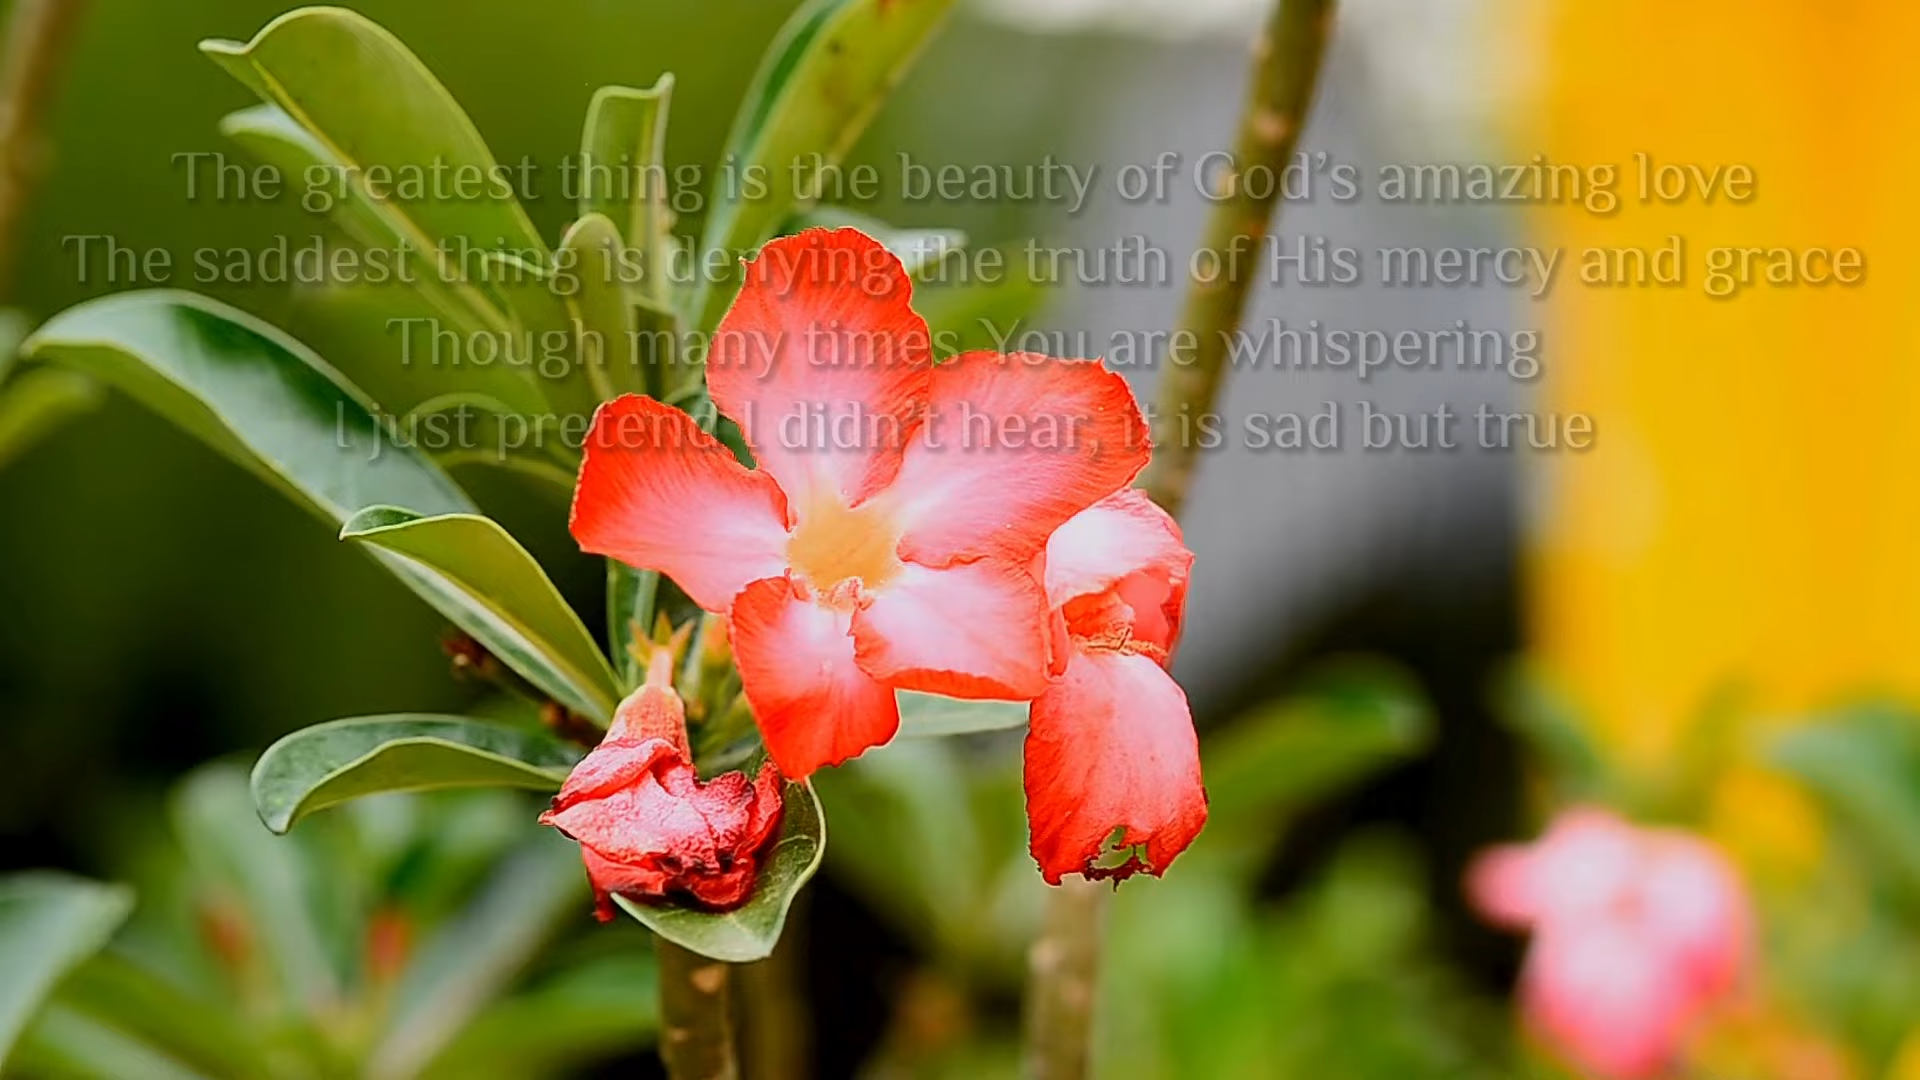 The greatest thing is the beauty of God’s amazing love
The saddest thing is denying the truth of His mercy and grace
Though many times You are whispering
I just pretend I didn’t hear, it is sad but true